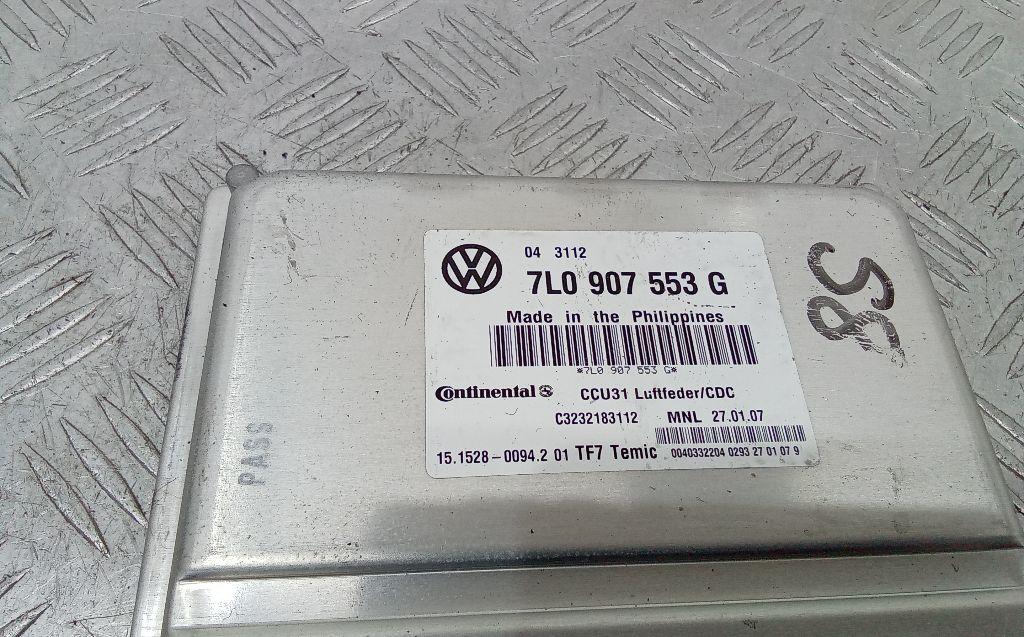 04 3112
7L0 907 553 G
Made in the Philippines
*7L0 907 553 G*
Continental CCU31 Luftfeder/CDC
C3232183112 MNL 27.01.07
15.1528-0094.2 01 TF7 Temic 0040332204 0293 27 01 07 9
PASS